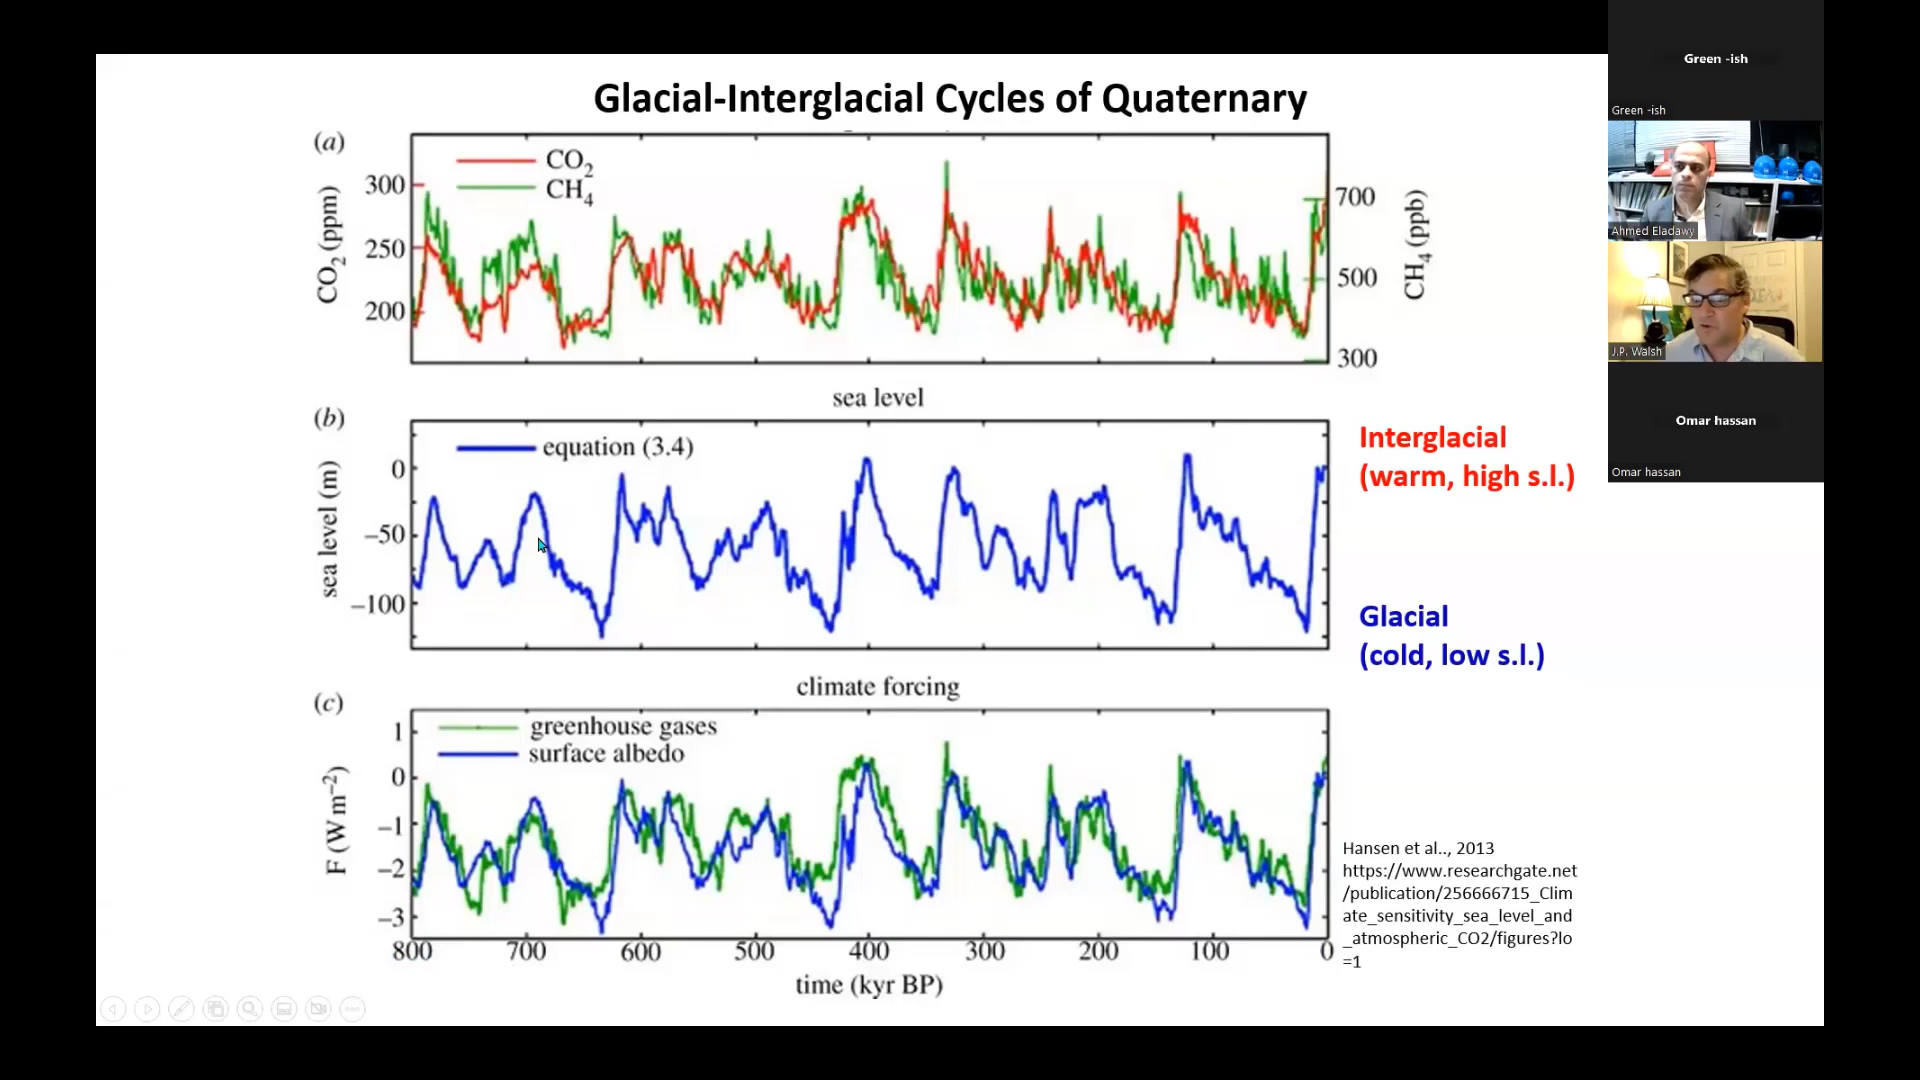 Glacial-Interglacial Cycles of Quaternary
(a)
CO2
CH4
300
250
200
CO2 (ppm)
700
500
300
CH4 (ppb)
sea level
(b)
equation (3.4)
0
−50
−100
sea level (m)
Interglacial
(warm, high s.l.)
Glacial
(cold, low s.l.)
climate forcing
(c)
greenhouse gases
surface albedo
1
0
−1
−2
−3
F (W m−2)
800 700 600 500 400 300 200 100 0
time (kyr BP)
Hansen et al.., 2013
https://www.researchgate.net
/publication/256666715_Clim
ate_sensitivity_sea_level_and
_atmospheric_CO2/figures?lo
=1
Green -ish
Green -ish
Ahmed Eladawy
J.P. Walsh
Omar hassan
Omar hassan